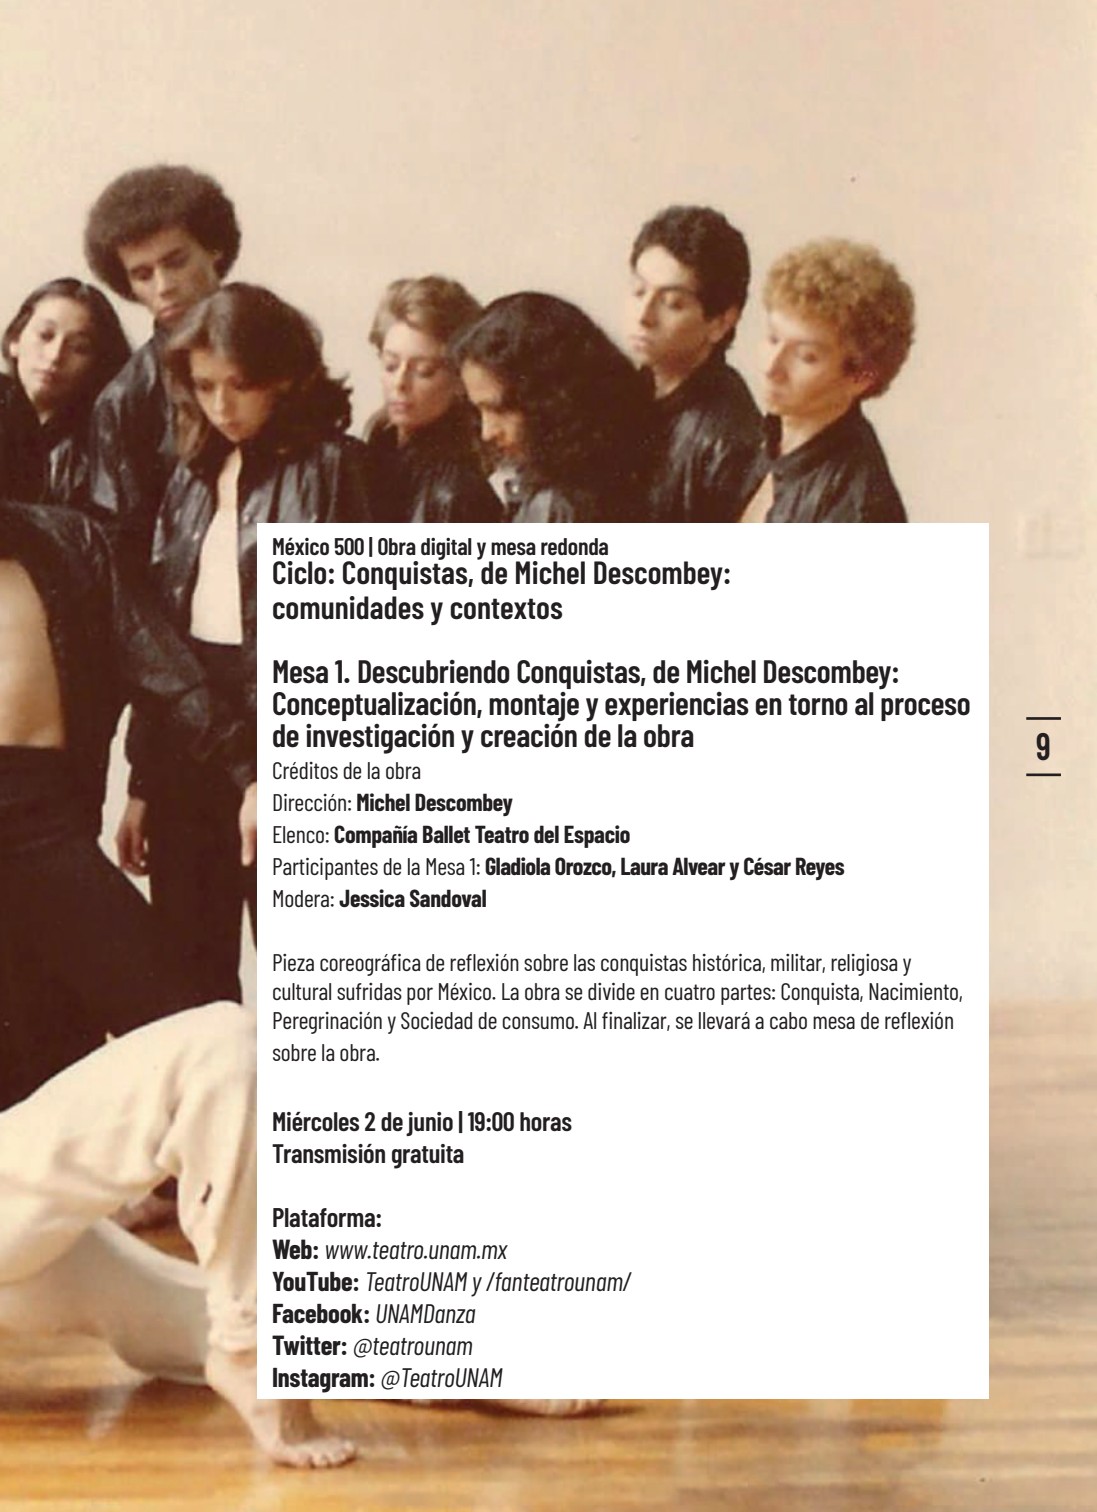 México 500 | Obra digital y mesa redonda
Ciclo: Conquistas, de Michel Descombey:
comunidades y contextos
Mesa 1. Descubriendo Conquistas, de Michel Descombey:
Conceptualización, montaje y experiencias en torno al proceso
de investigación y creación de la obra
Créditos de la obra
Dirección: Michel Descombey
Elenco: Compañía Ballet Teatro del Espacio
Participantes de la Mesa 1: Gladiola Orozco, Laura Alvear y César Reyes
Modera: Jessica Sandoval
Pieza coreográfica de reflexión sobre las conquistas histórica, militar, religiosa y
cultural sufridas por México. La obra se divide en cuatro partes: Conquista, Nacimiento,
Peregrinación y Sociedad de consumo. Al finalizar, se llevará a cabo mesa de reflexión
sobre la obra.
Miércoles 2 de junio | 19:00 horas
Transmisión gratuita
Plataforma:
Web: www.teatro.unam.mx
YouTube: TeatroUNAM y /fanteatrounam/
Facebook: UNAMDanza
Twitter: @teatrounam
Instagram: @TeatroUNAM
9